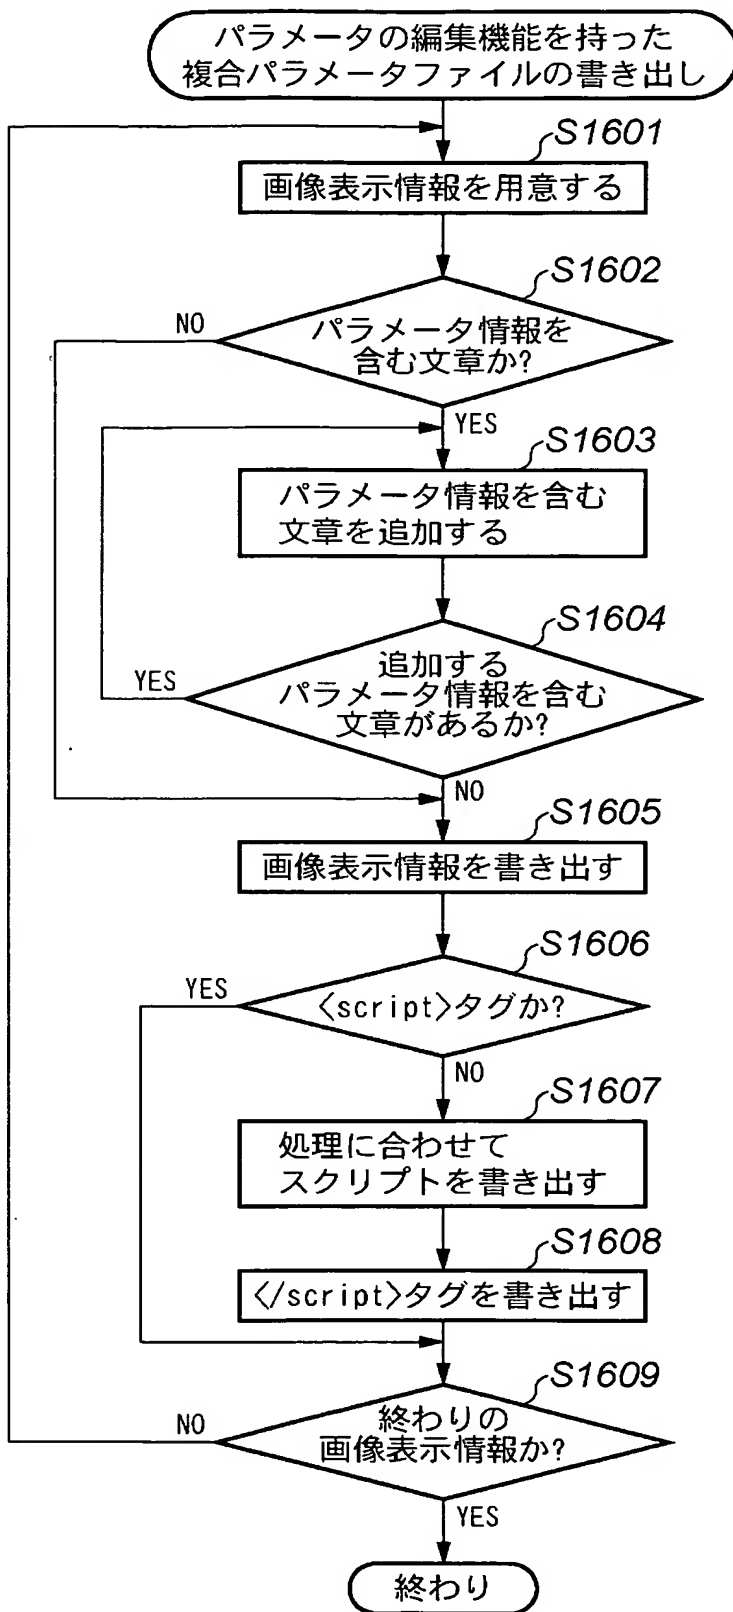 パラメータの編集機能を持った
複合パラメータファイルの書き出し
S1601
画像表示情報を用意する
S1602
NO
パラメータ情報を
含む文章か?
YES
S1603
パラメータ情報を含む
文章を追加する
S1604
YES
追加する
パラメータ情報を含む
文章があるか?
NO
S1605
画像表示情報を書き出す
S1606
YES
<script>タグか?
NO
S1607
処理に合わせて
スクリプトを書き出す
S1608
</script>タグを書き出す
S1609
NO
終わりの
画像表示情報か?
YES
終わり